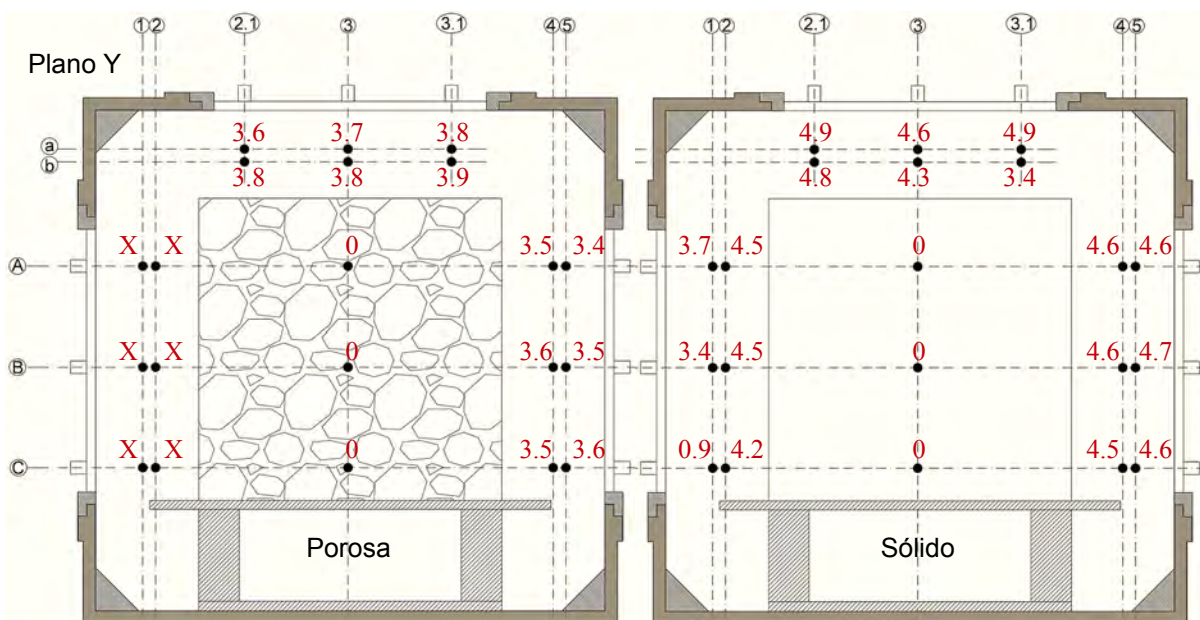 1 2 2.1 3 3.1 4 5 1 2 2.1 3 3.1 4 5
Plano Y
3.6 3.7 3.8 4.9 4.6 4.9
a
b
3.8 3.8 3.9 4.8 4.3 3.4
X X 0 3.5 3.4 3.7 4.5 0 4.6 4.6
A
X X 0 3.6 3.5 3.4 4.5 0 4.6 4.7
B
X X 0 3.5 3.6 0.9 4.2 0 4.5 4.6
C
Porosa Sólido